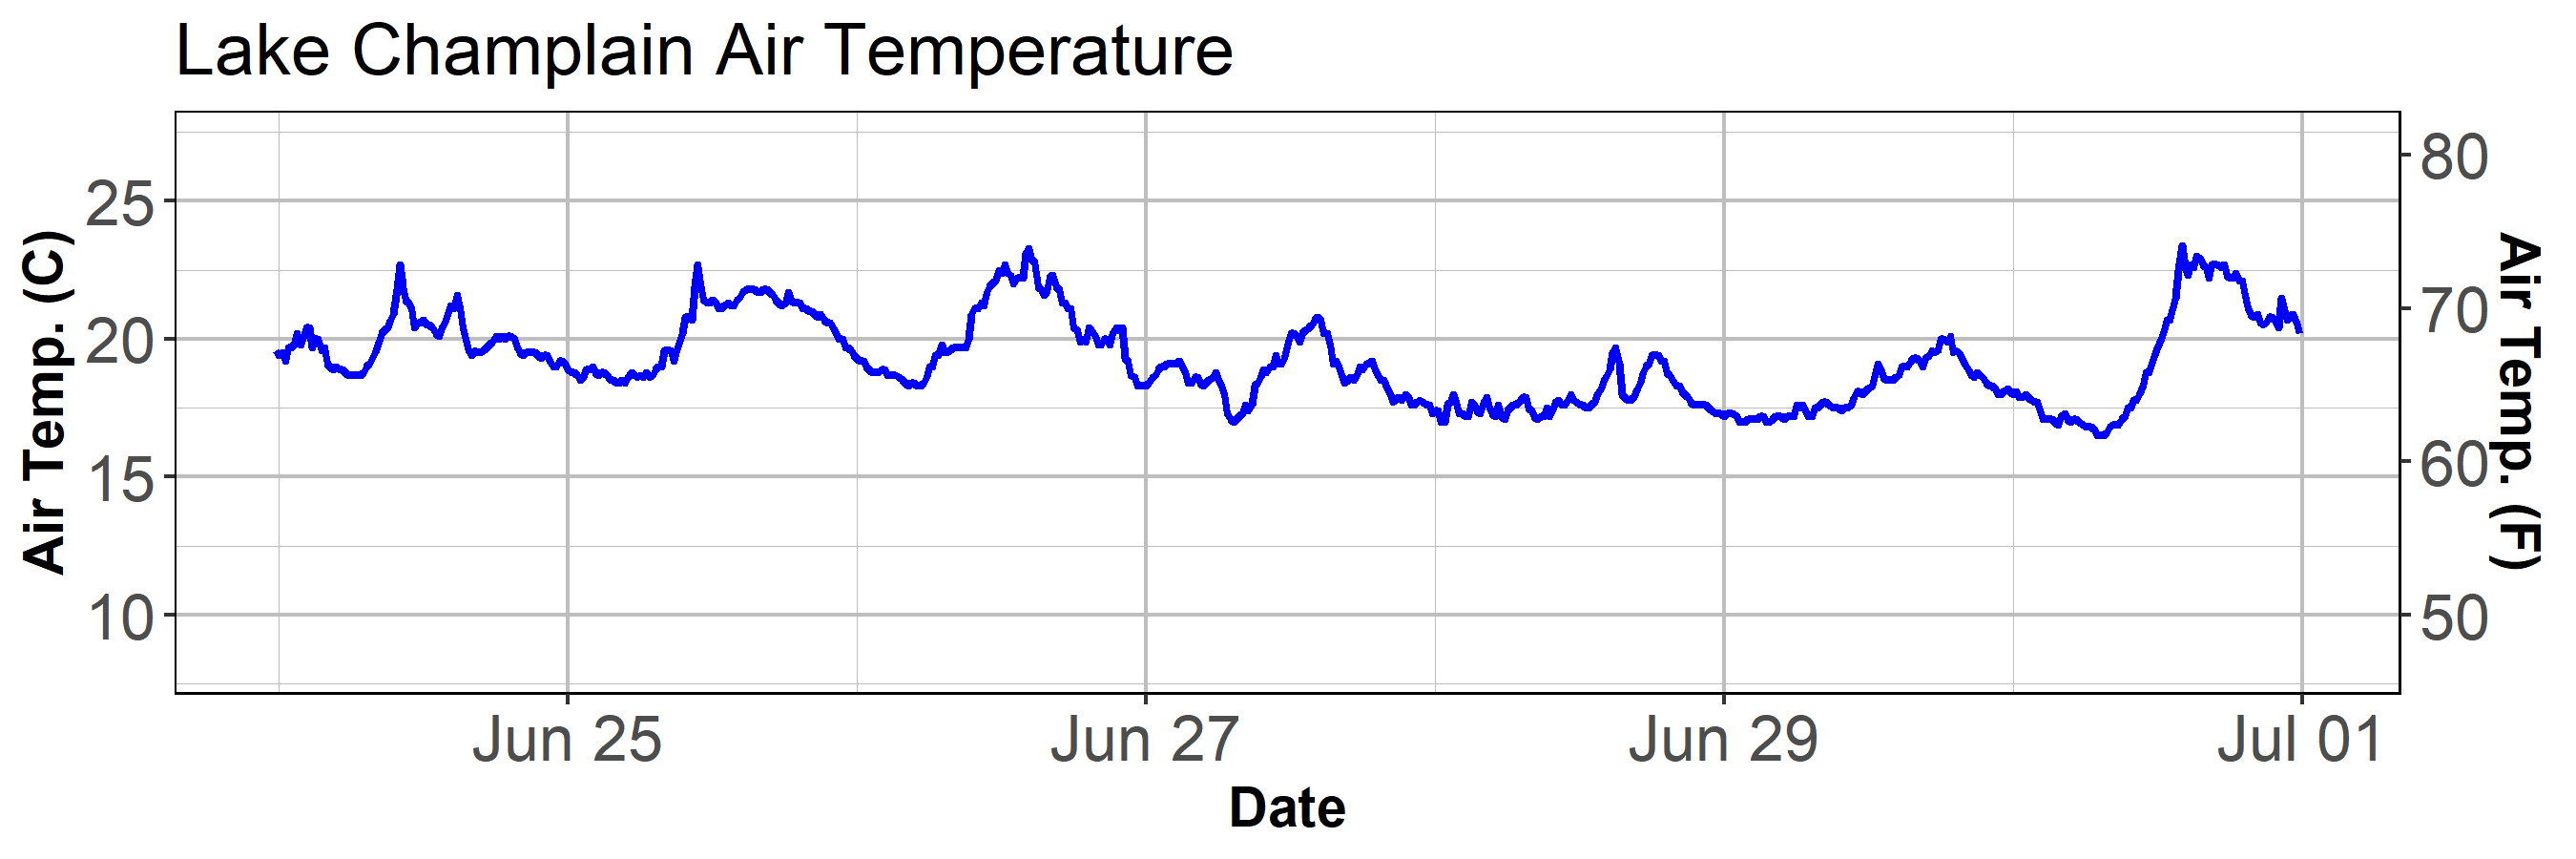 Lake Champlain Air Temperature
Air Temp. (C)
25
20
15
10
80
70
60
50
Air Temp. (F)
Jun 25
Jun 27
Jun 29
Jul 01
Date